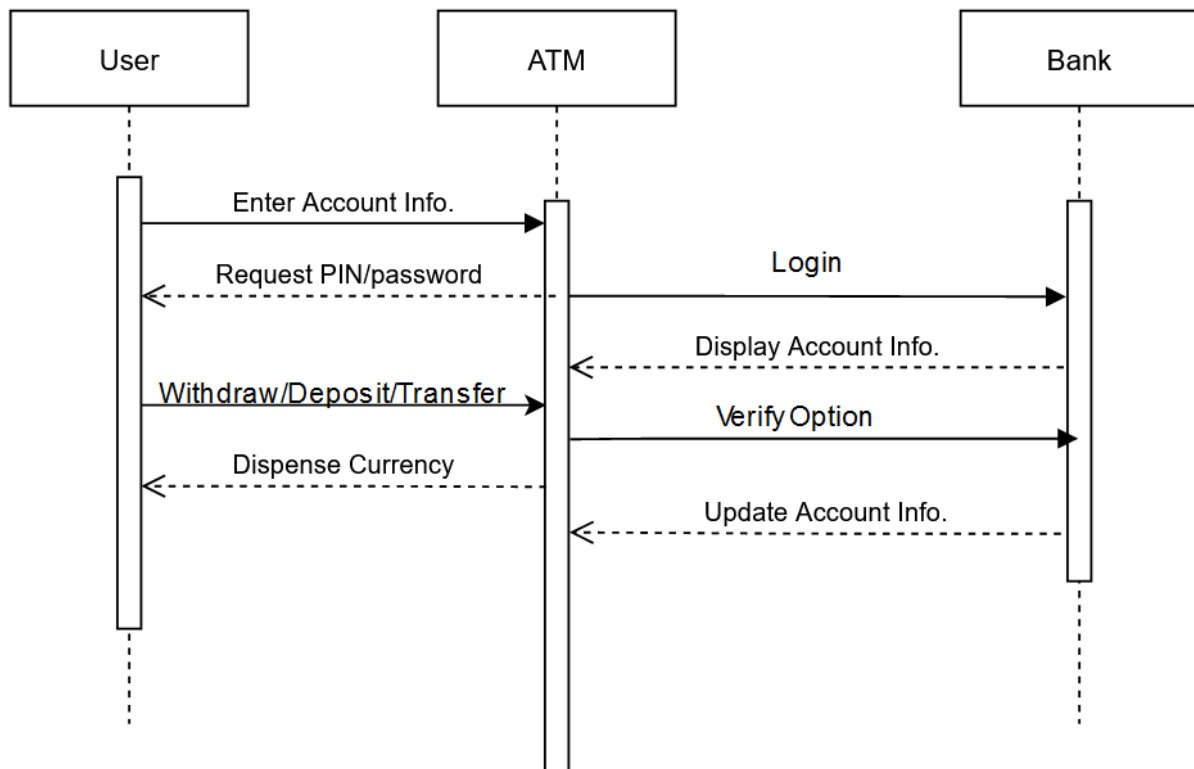 User
ATM
Bank
Enter Account Info.
Request PIN/password
Login
Display Account Info.
Withdraw/Deposit/Transfer
Verify Option
Dispense Currency
Update Account Info.